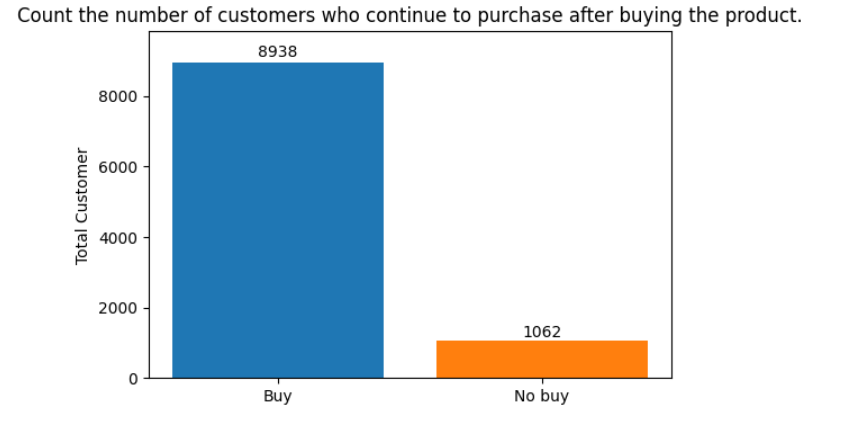 Count the number of customers who continue to purchase after buying the product.
8938
8000
6000
Total Customer
4000
2000
1062
0
Buy
No buy